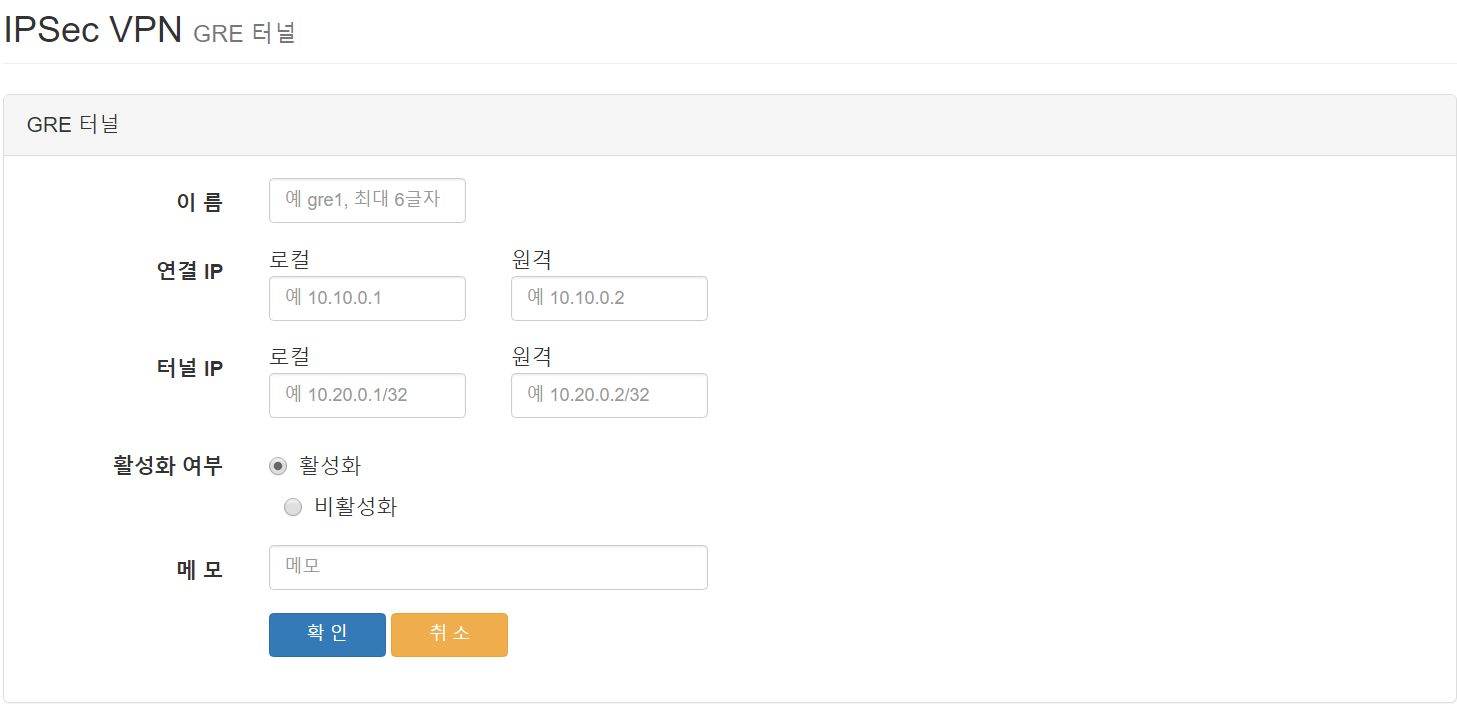 IPSec VPN GRE 터널
GRE 터널
이 름
예 gre1, 최대 6글자
연결 IP
로컬 원격
예 10.10.0.1 예 10.10.0.2
터널 IP
로컬 원격
예 10.20.0.1/32 예 10.20.0.2/32
활성화 여부 활성화
비활성화
메 모
메모
확 인 취 소